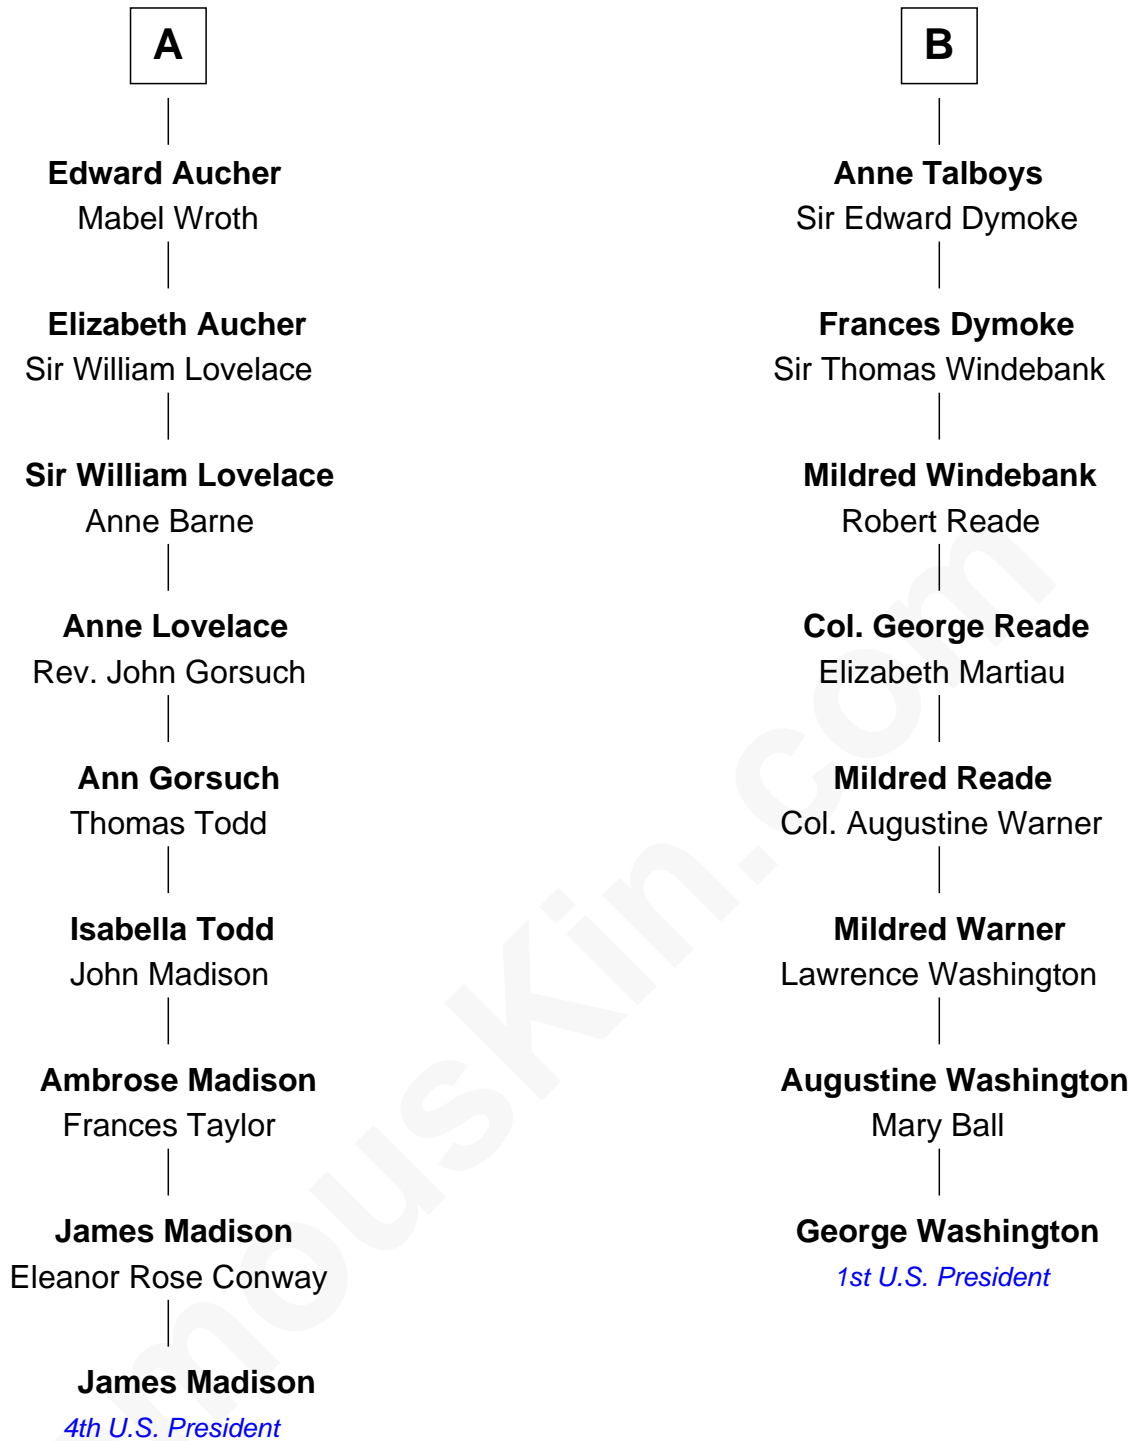 A
Edward Aucher
Mabel Wroth
Elizabeth Aucher
Sir William Lovelace
Sir William Lovelace
Anne Barne
Anne Lovelace
Rev. John Gorsuch
Ann Gorsuch
Thomas Todd
Isabella Todd
John Madison
Ambrose Madison
Frances Taylor
James Madison
Eleanor Rose Conway
James Madison
4th U.S. President
B
Anne Talboys
Sir Edward Dymoke
Frances Dymoke
Sir Thomas Windebank
Mildred Windebank
Robert Reade
Col. George Reade
Elizabeth Martiau
Mildred Reade
Col. Augustine Warner
Mildred Warner
Lawrence Washington
Augustine Washington
Mary Ball
George Washington
1st U.S. President
mousKin.com